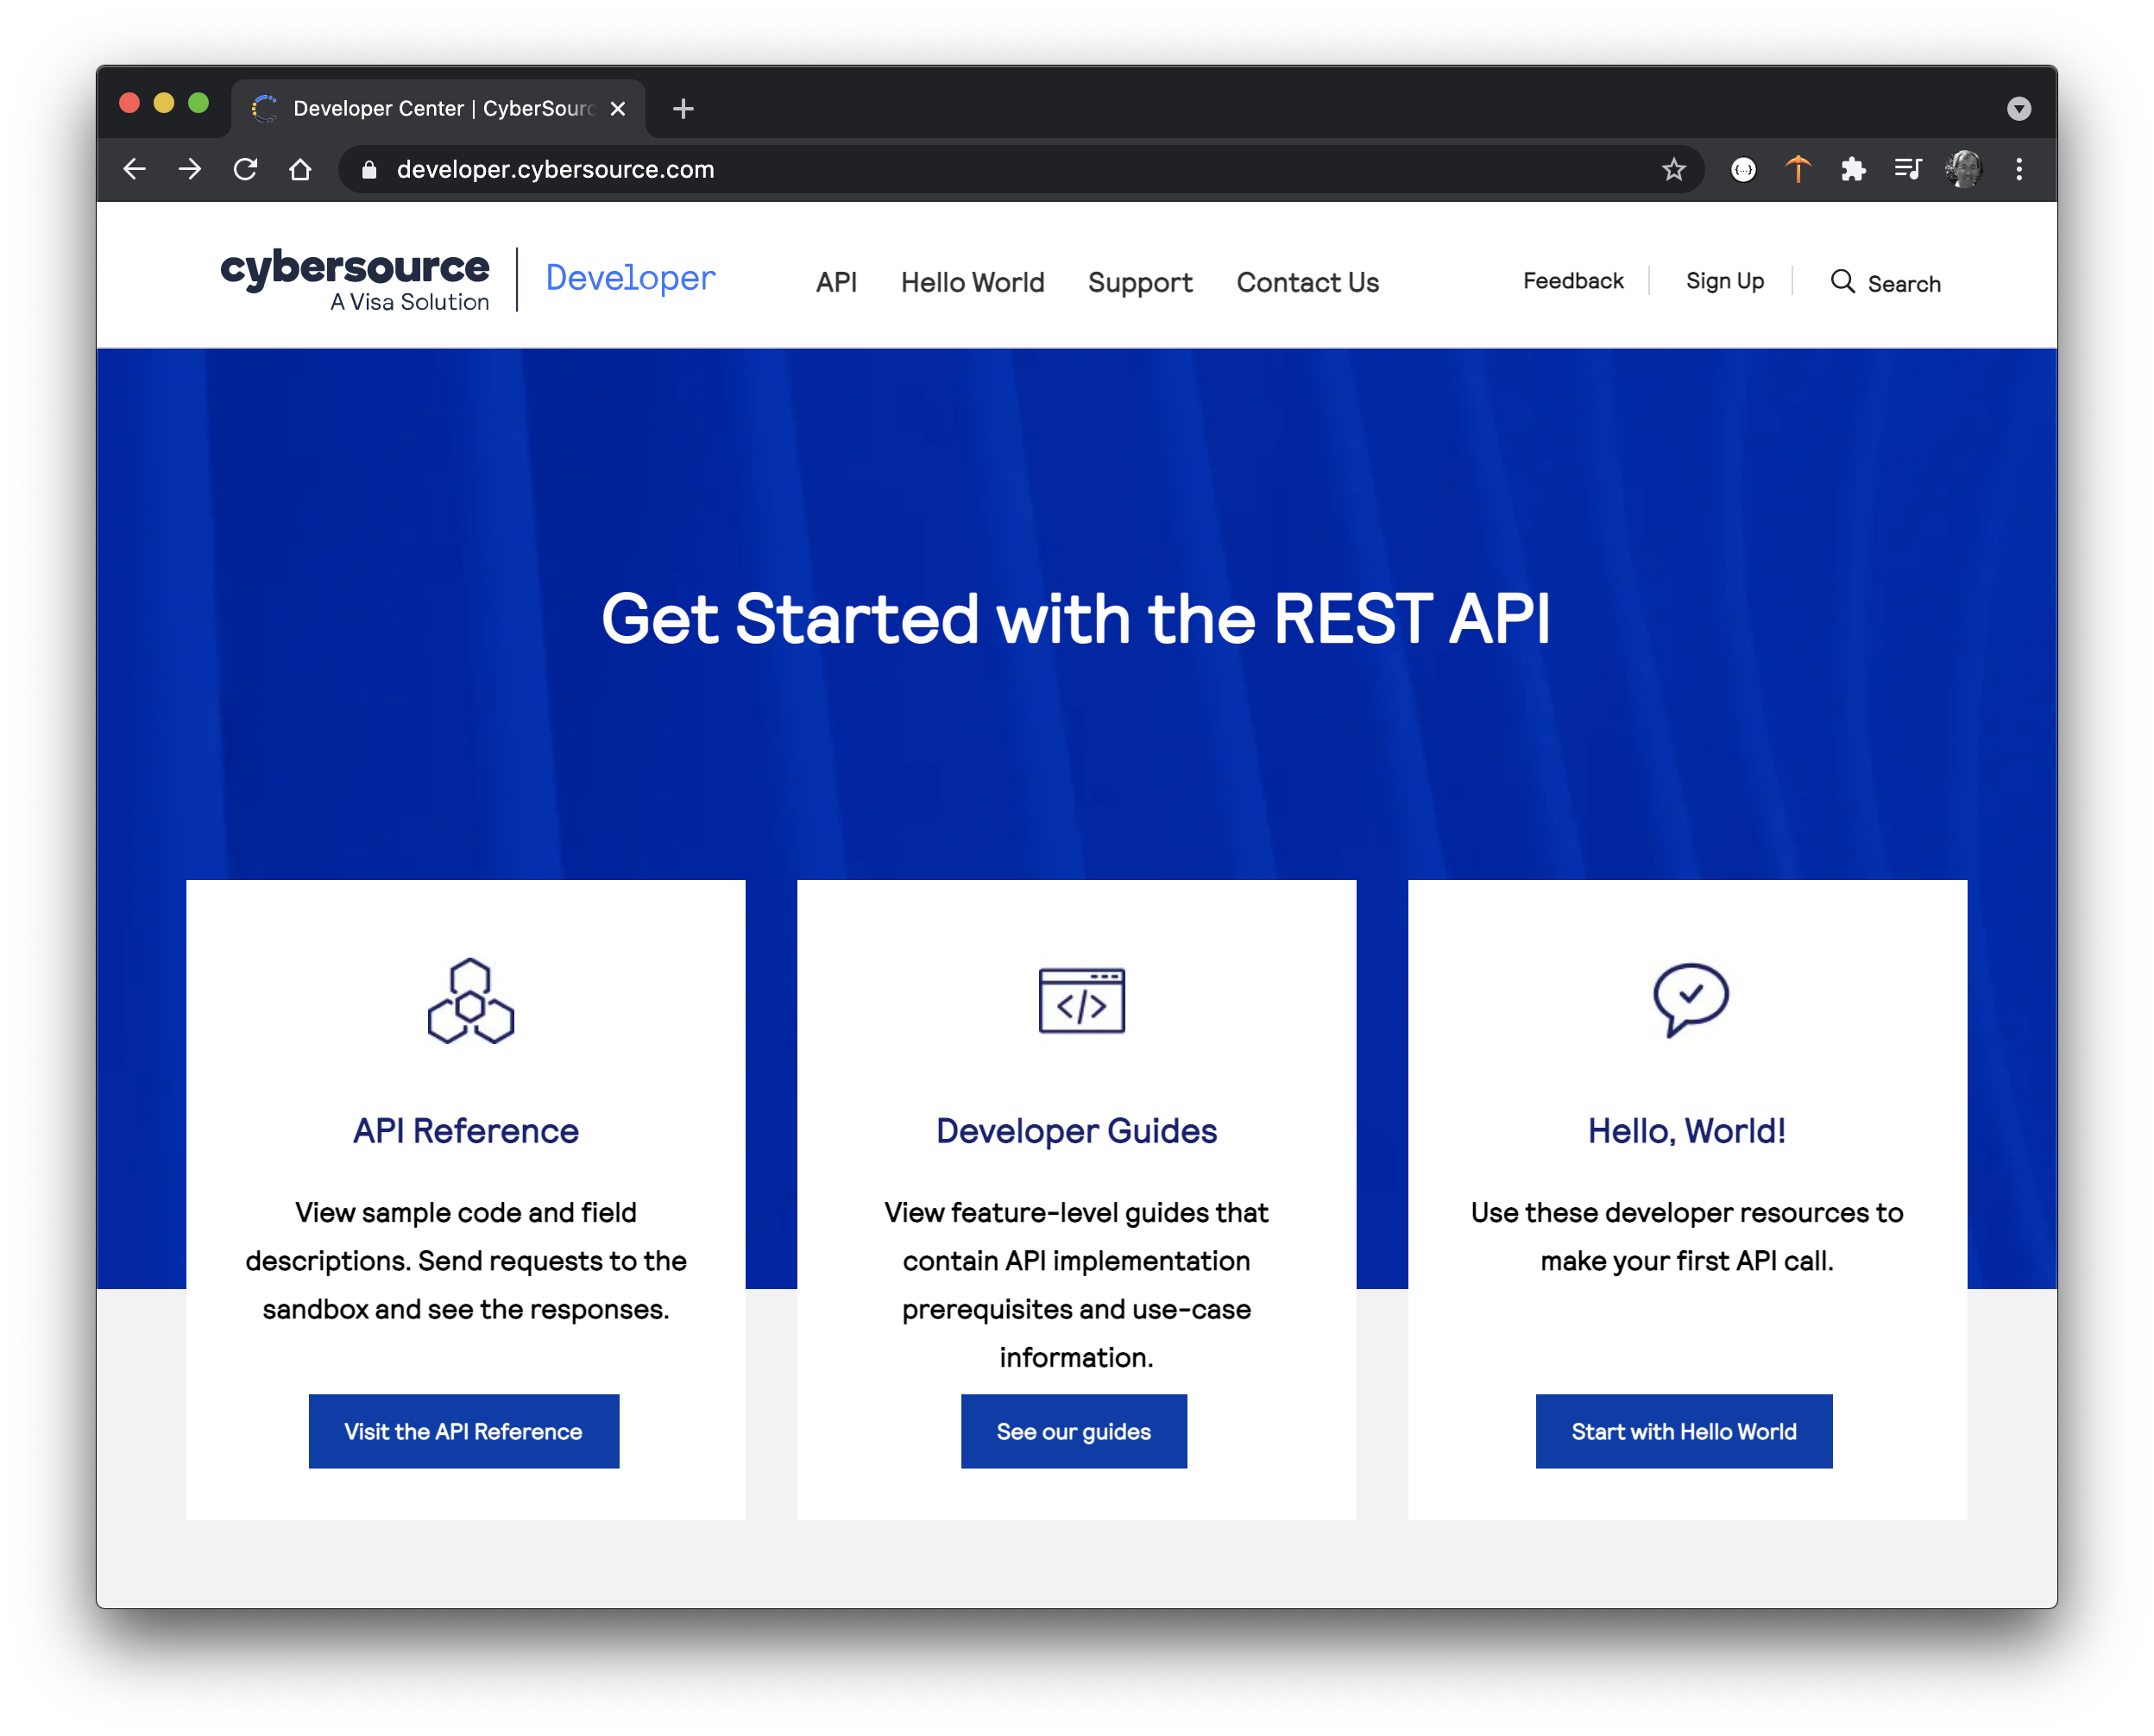 Developer Center | CyberSourc
developer.cybersource.com
cybersource
A Visa Solution
Developer
API
Hello World
Support
Contact Us
Feedback
Sign Up
Search
Get Started with the REST API
API Reference
View sample code and field
descriptions. Send requests to the
sandbox and see the responses.
Visit the API Reference
Developer Guides
View feature-level guides that
contain API implementation
prerequisites and use-case
information.
See our guides
Hello, World!
Use these developer resources to
make your first API call.
Start with Hello World